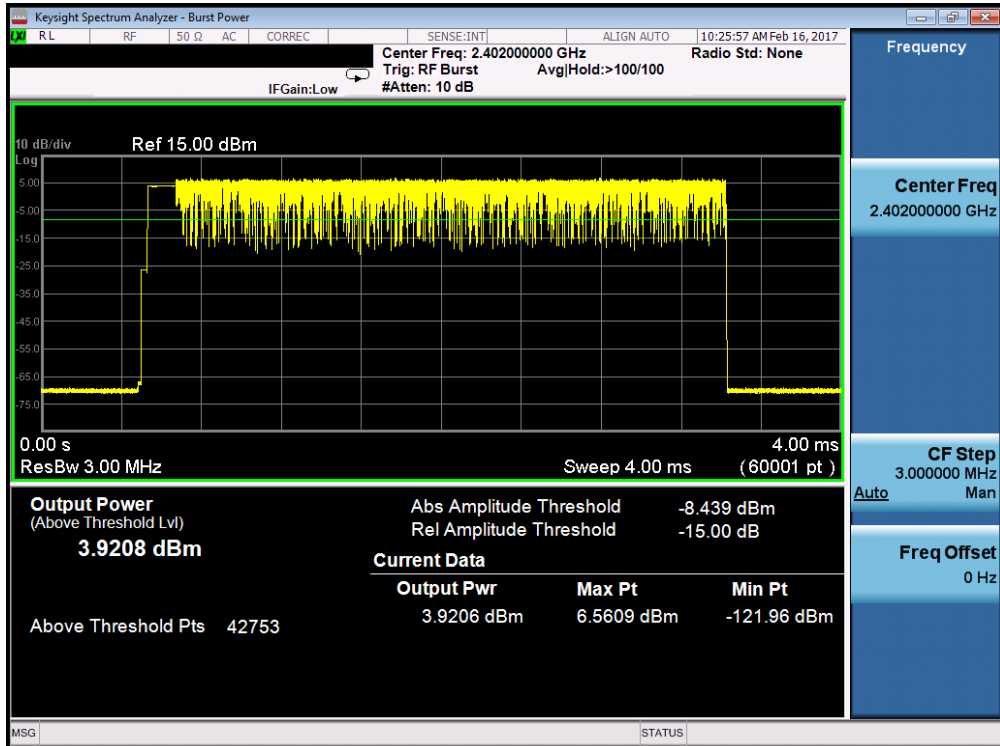 Keysight Spectrum Analyzer - Burst Power
LXI RL RF 50 Ω AC CORREC SENSE:INT ALIGN AUTO 10:25:57 AM Feb 16, 2017
Center Freq: 2.402000000 GHz Radio Std: None
Trig: RF Burst Avg|Hold:>100/100
IFGain:Low #Atten: 10 dB
10 dB/div Ref 15.00 dBm
Log
5.00
-5.00
-15.0
-25.0
-35.0
-45.0
-55.0
-65.0
-75.0
0.00 s 4.00 ms
ResBw 3.00 MHz Sweep 4.00 ms (60001 pt)
Output Power
(Above Threshold Lvl)
3.9208 dBm
Above Threshold Pts 42753
Abs Amplitude Threshold -8.439 dBm
Rel Amplitude Threshold -15.00 dB
Current Data
Output Pwr Max Pt Min Pt
3.9206 dBm 6.5609 dBm -121.96 dBm
Frequency
Center Freq
2.402000000 GHz
CF Step
3.000000 MHz
Auto Man
Freq Offset
0 Hz
MSG STATUS